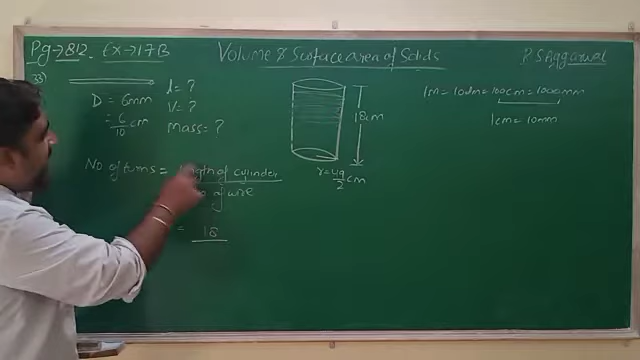 Pg→812. Ex→17B
Volume & Surface area of Solids
R S Aggarwal
33)
D = 6mm
= 6/10 cm
l = ?
V = ?
Mass = ?
18cm
r = 49/2 cm
1m = 10dm = 100cm = 1000mm
1cm = 10mm
No of turns = length of cylinder
of wire
= 18